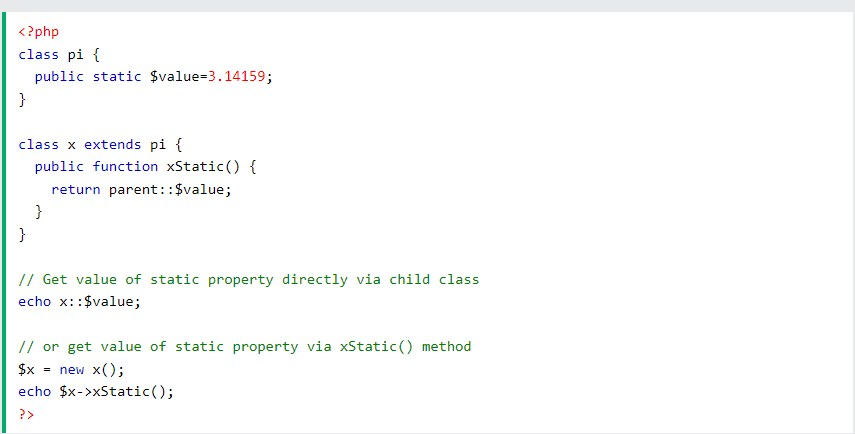 <?php
class pi {
  public static $value=3.14159;
}

class x extends pi {
  public function xStatic() {
    return parent::$value;
  }
}

// Get value of static property directly via child class
echo x::$value;

// or get value of static property via xStatic() method
$x = new x();
echo $x->xStatic();
?>